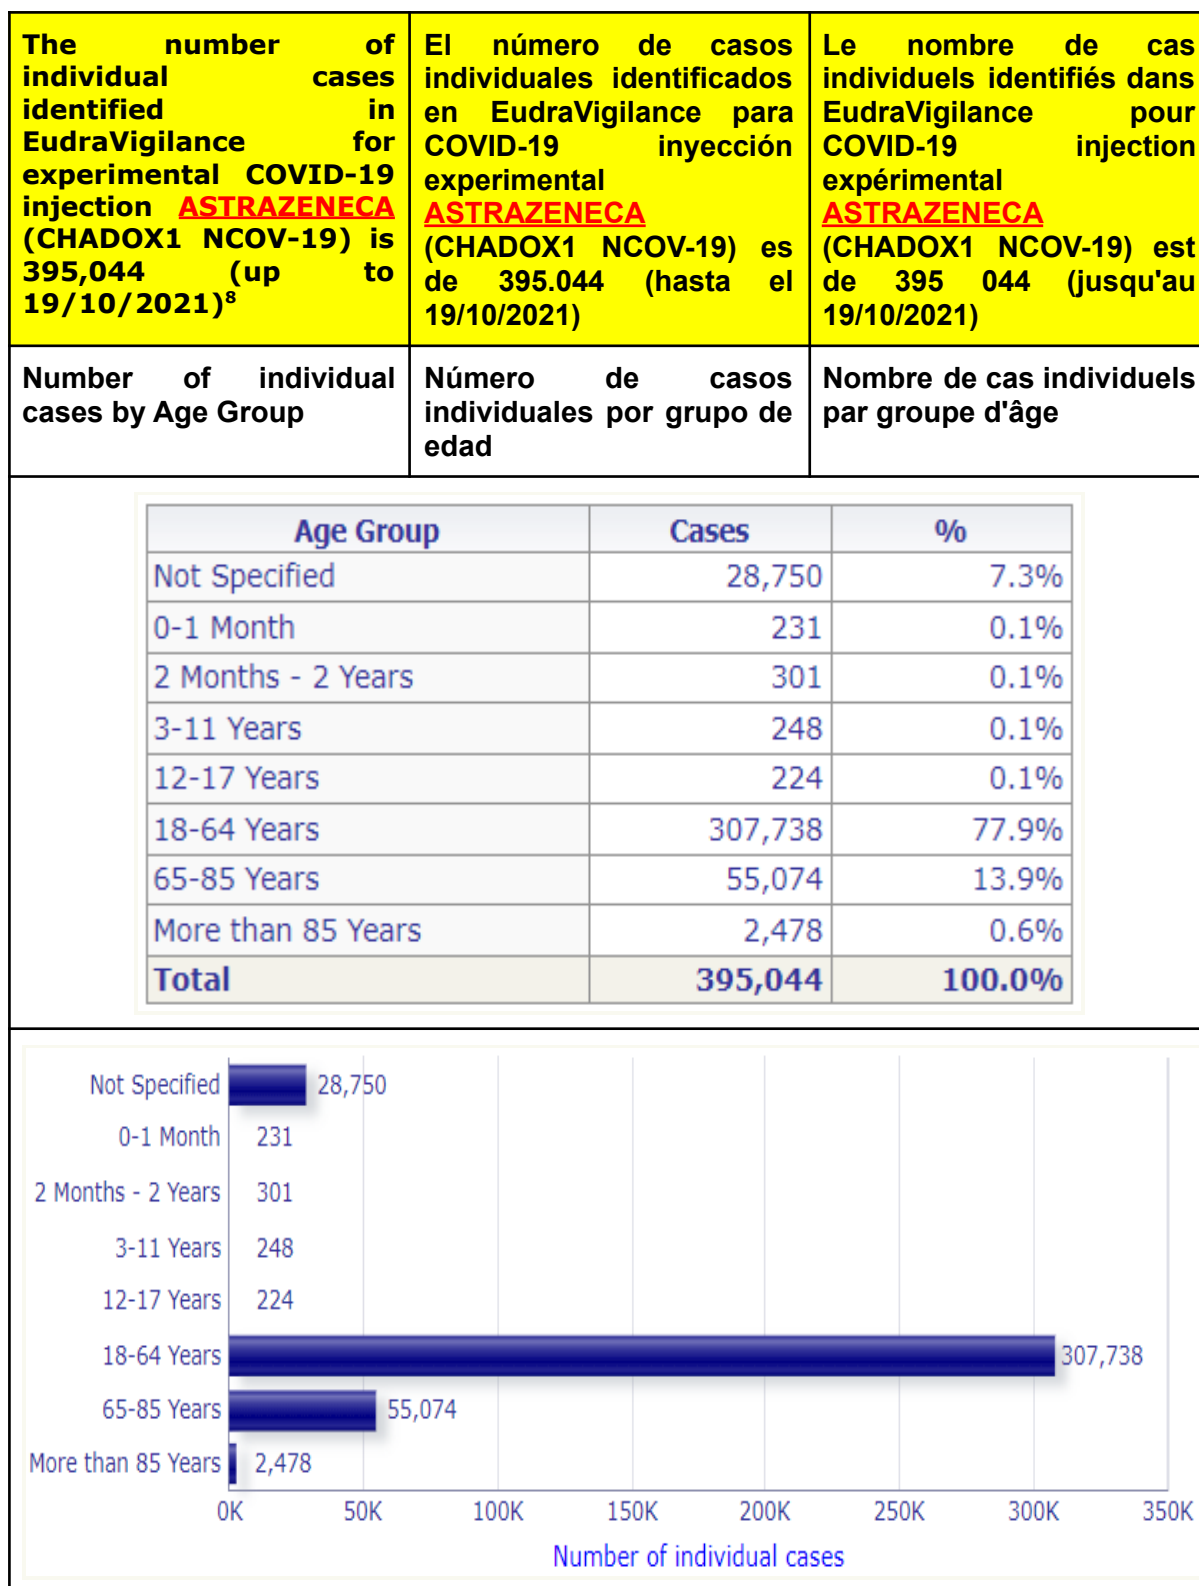 The number of
individual cases
identified in
EudraVigilance for
experimental COVID-19
injection ASTRAZENECA
(CHADOX1 NCOV-19) is
395,044 (up to
19/10/2021)⁸
El número de casos
individuales identificados
en EudraVigilance para
COVID-19 inyección
experimental
ASTRAZENECA
(CHADOX1 NCOV-19) es
de 395.044 (hasta el
19/10/2021)
Le nombre de cas
individuels identifiés dans
EudraVigilance pour
COVID-19 injection
expérimental
ASTRAZENECA
(CHADOX1 NCOV-19) est
de 395 044 (jusqu'au
19/10/2021)
Number of individual
cases by Age Group
Número de casos
individuales por grupo de
edad
Nombre de cas individuels
par groupe d'âge
Age Group Cases %
Not Specified 28,750 7.3%
0-1 Month 231 0.1%
2 Months - 2 Years 301 0.1%
3-11 Years 248 0.1%
12-17 Years 224 0.1%
18-64 Years 307,738 77.9%
65-85 Years 55,074 13.9%
More than 85 Years 2,478 0.6%
Total 395,044 100.0%
Not Specified 28,750
0-1 Month 231
2 Months - 2 Years 301
3-11 Years 248
12-17 Years 224
18-64 Years 307,738
65-85 Years 55,074
More than 85 Years 2,478
0K 50K 100K 150K 200K 250K 300K 350K
Number of individual cases